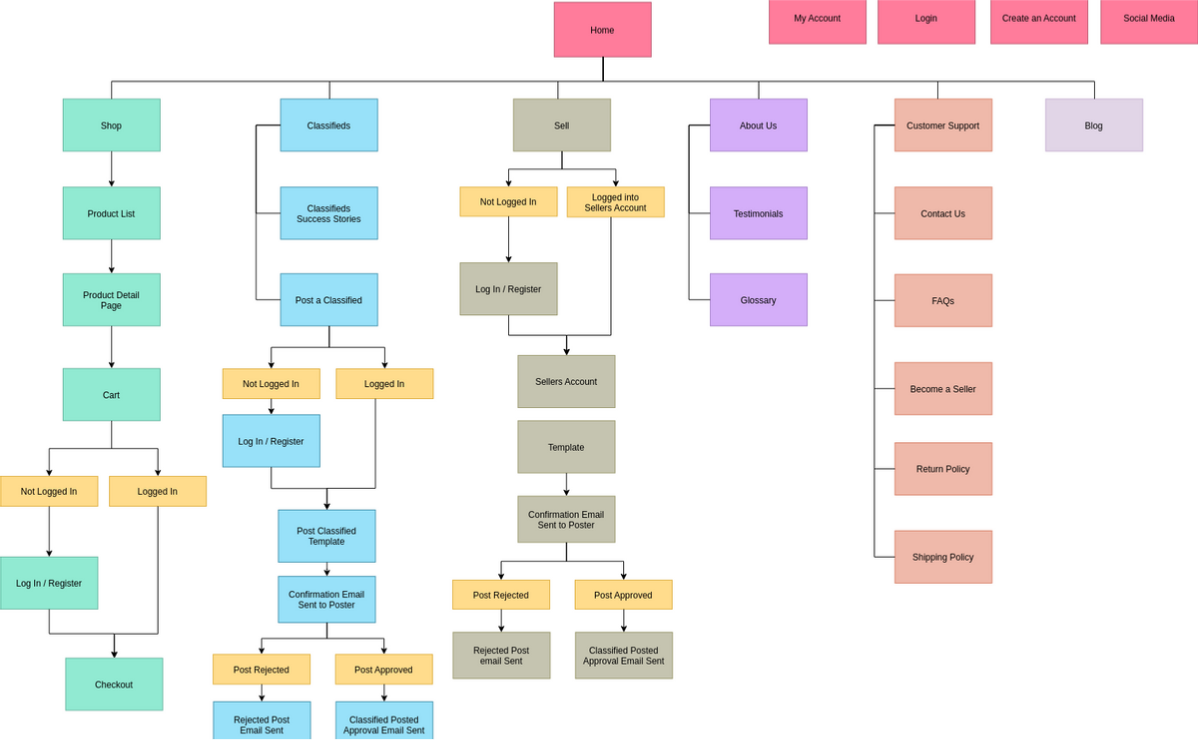 Home
My Account
Login
Create an Account
Social Media
Shop
Classifieds
Sell
About Us
Customer Support
Blog
Product List
Classifieds
Success Stories
Not Logged In
Logged into
Sellers Account
Testimonials
Contact Us
Product Detail
Page
Post a Classified
Log In / Register
Glossary
FAQs
Cart
Not Logged In
Logged In
Sellers Account
Become a Seller
Log In / Register
Template
Return Policy
Not Logged In
Logged In
Post Classified
Template
Confirmation Email
Sent to Poster
Shipping Policy
Log In / Register
Confirmation Email
Sent to Poster
Post Rejected
Post Approved
Checkout
Post Rejected
Post Approved
Rejected Post
email Sent
Classified Posted
Approval Email Sent
Rejected Post
Email Sent
Classified Posted
Approval Email Sent